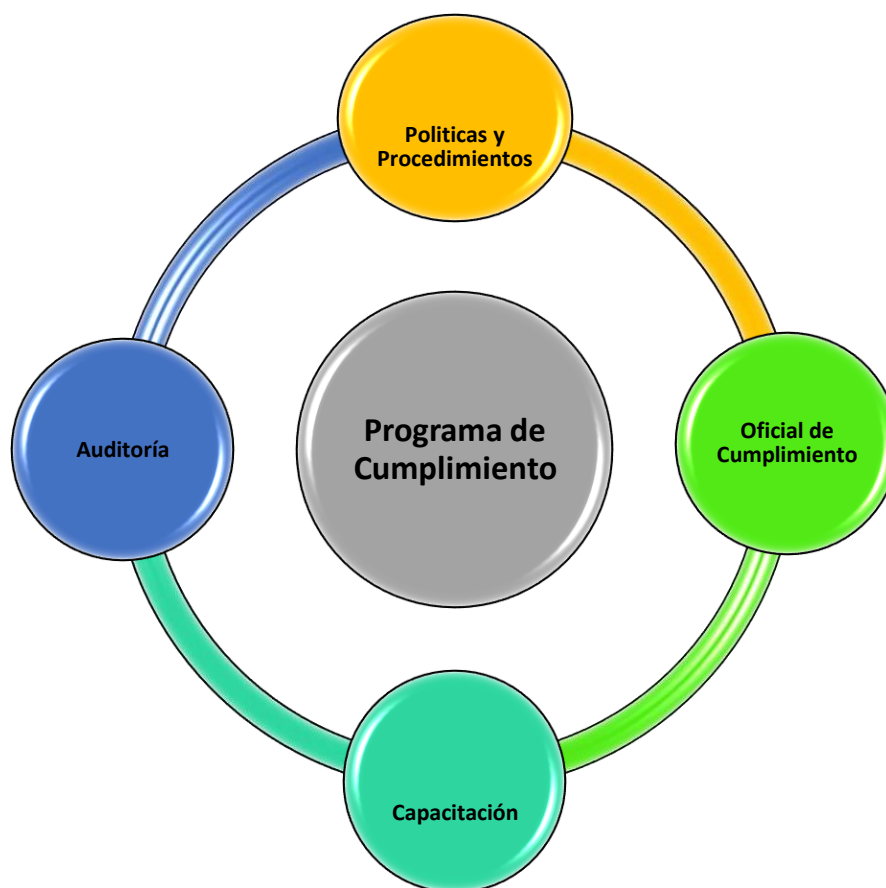 Politicas y
Procedimientos
Programa de
Cumplimiento
Oficial de
Cumplimiento
Auditoría
Capacitación